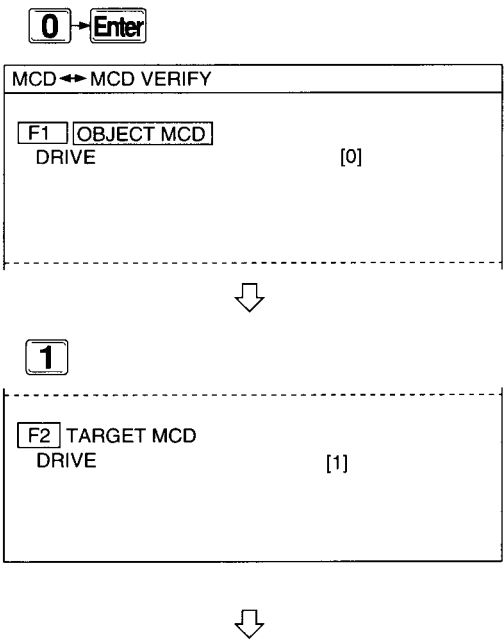 0 Enter
MCD MCD VERIFY
F1 OBJECT MCD
DRIVE [0]
1
F2 TARGET MCD
DRIVE [1]